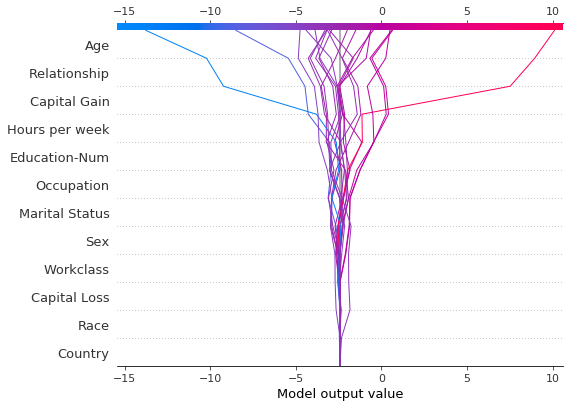 −15 −10 −5 0 5 10
Age
Relationship
Capital Gain
Hours per week
Education-Num
Occupation
Marital Status
Sex
Workclass
Capital Loss
Race
Country
−15 −10 −5 0 5 10
Model output value